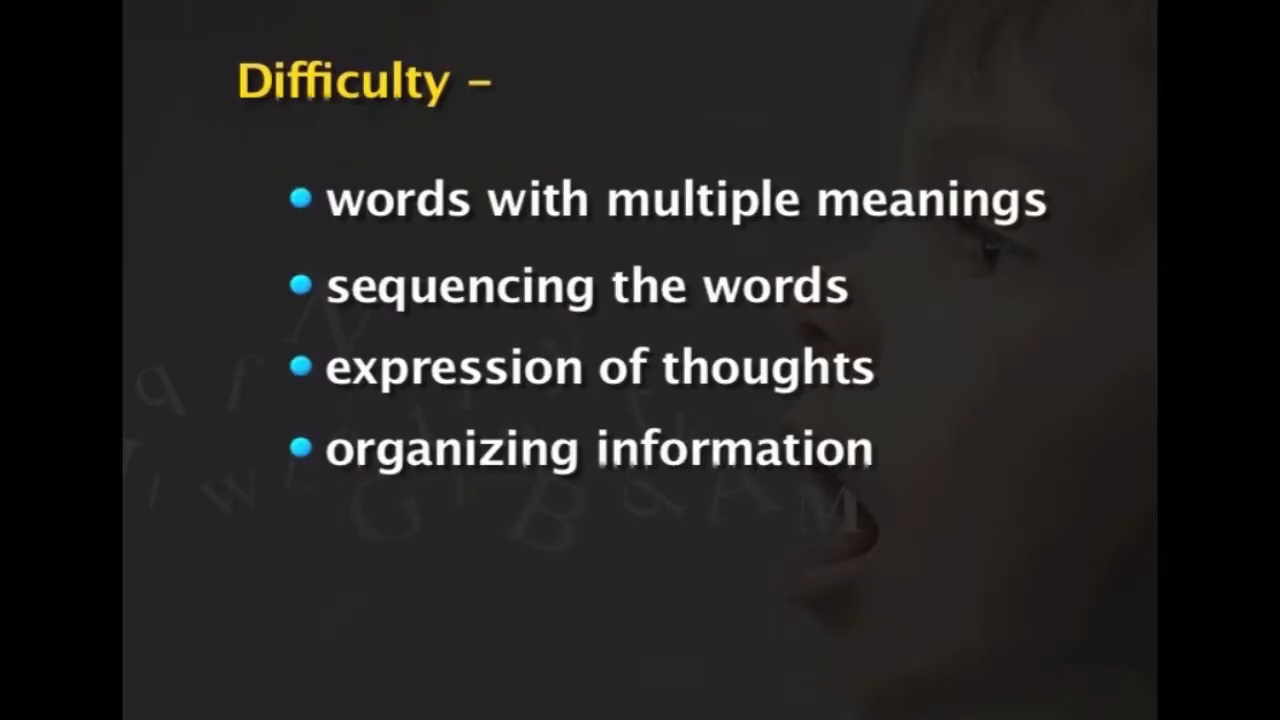 Difficulty –
• words with multiple meanings
• sequencing the words
• expression of thoughts
• organizing information